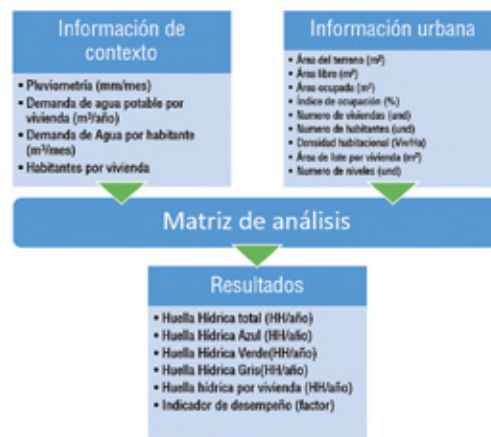 Información de
contexto
• Pluviometría (mm/mes)
• Demanda de agua potable por
vivienda (m³/año)
• Demanda de Agua por habitante
(m³/mes)
• Habitantes por vivienda
Información urbana
• Área del terreno (m²)
• Área libre (m²)
• Área ocupada (m²)
• Índice de ocupación (%)
• Numero de viviendas (und)
• Numero de habitantes (und)
• Densidad habitacional (Viv/Ha)
• Área de lote por vivienda (m²)
• Numero de niveles (und)
Matriz de análisis
Resultados
• Huella Hídrica total (HH/año)
• Huella Hídrica Azul (HH/año)
• Huella Hídrica Verde(HH/año)
• Huella Hídrica Gris(HH/año)
• Huella hídrica por vivienda (HH/año)
• Indicador de desempeño (factor)